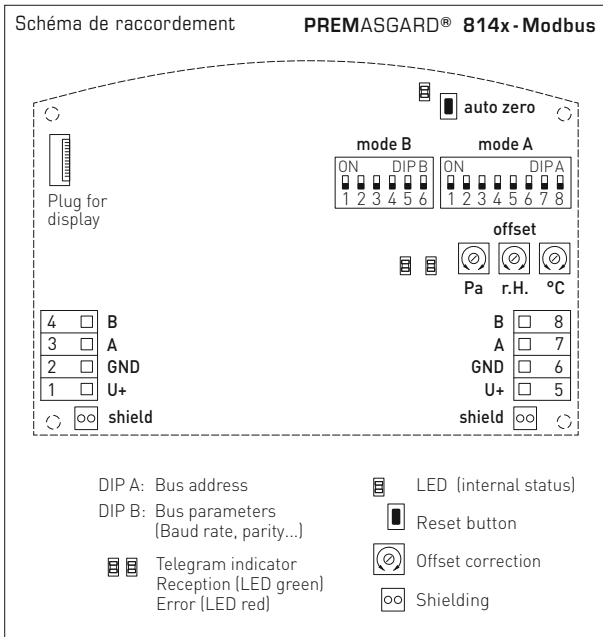 Schéma de raccordement PREMASGARD® 814x - Modbus
auto zero
mode B mode A
ON DIP B ON DIP A
1 2 3 4 5 6 1 2 3 4 5 6 7 8
Plug for
display
offset
Pa r.H. °C
4 B B 8
3 A A 7
2 GND GND 6
1 U+ U+ 5
shield shield
DIP A: Bus address
DIP B: Bus parameters
(Baud rate, parity...)
Telegram indicator
Reception (LED green)
Error (LED red)
LED (internal status)
Reset button
Offset correction
Shielding